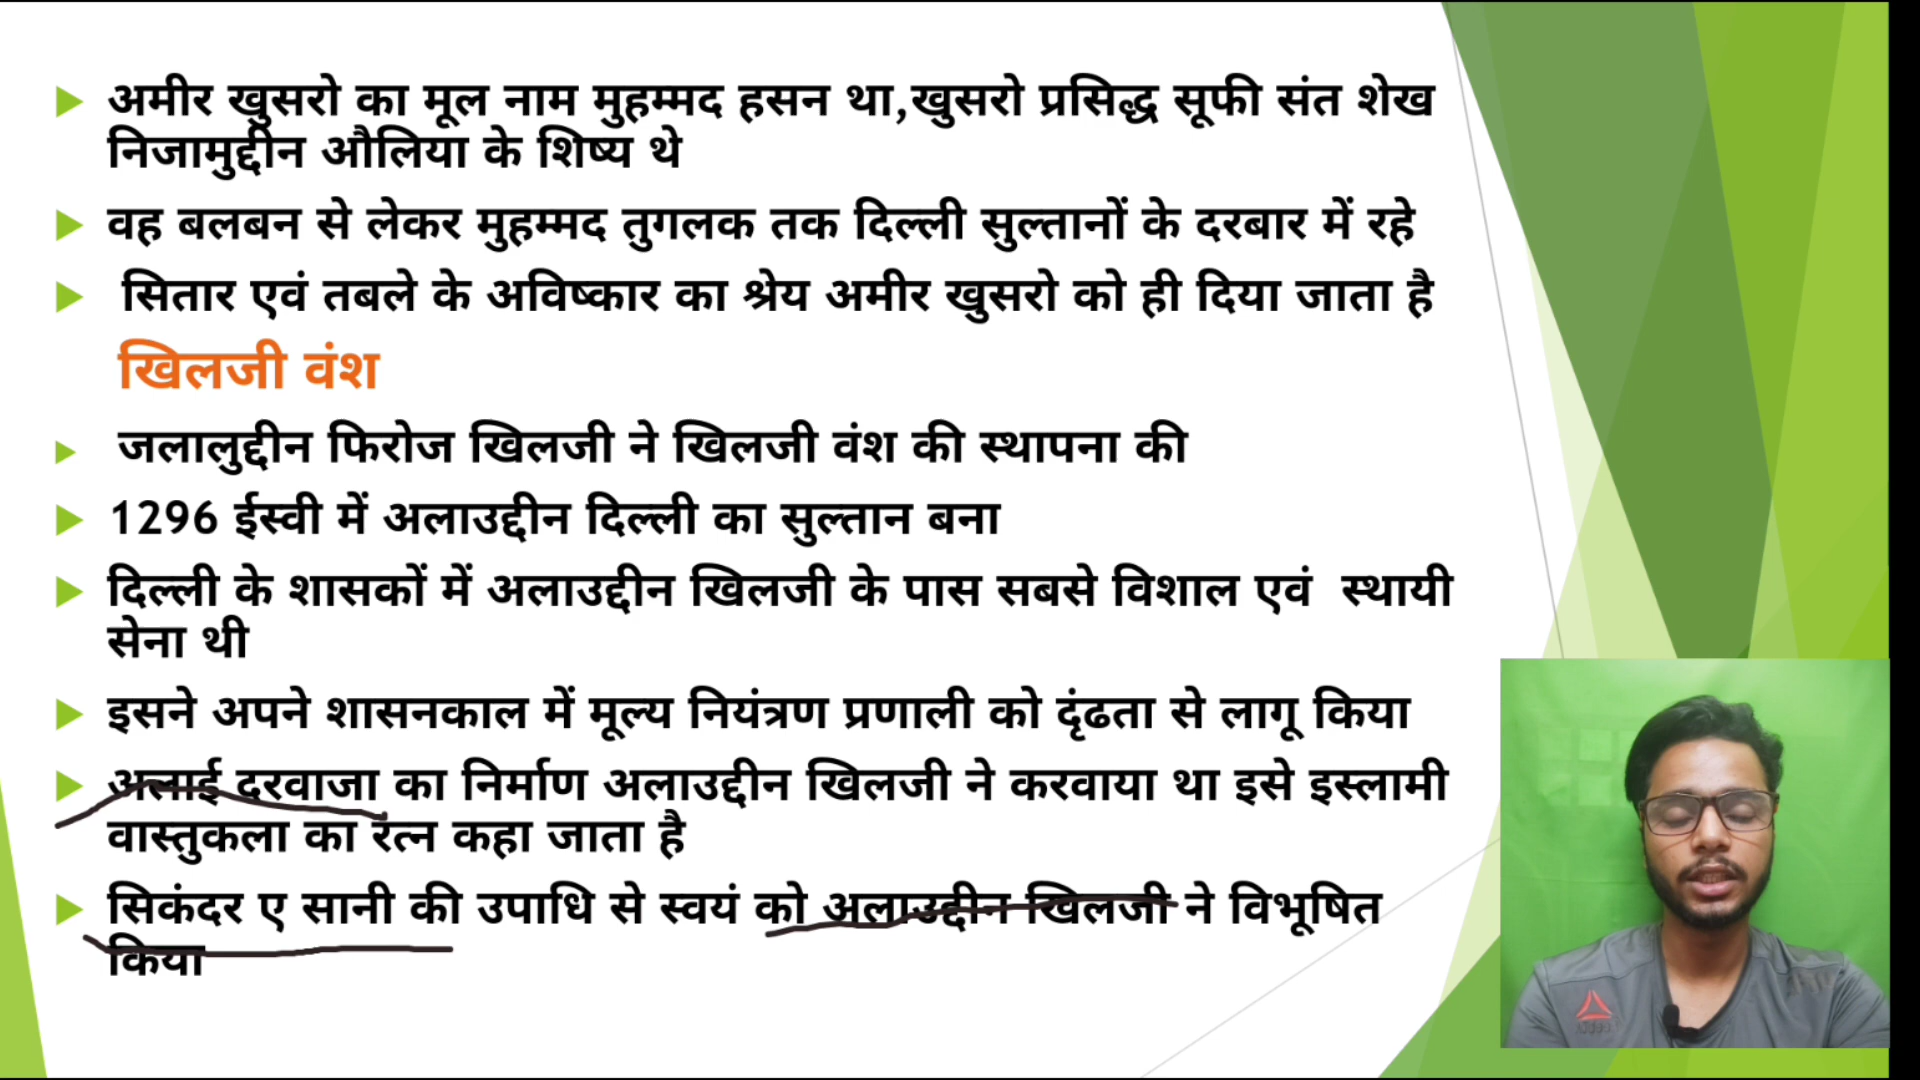 अमीर खुसरो का मूल नाम मुहम्मद हसन था,खुसरो प्रसिद्ध सूफी संत शेख
निजामुद्दीन औलिया के शिष्य थे
वह बलबन से लेकर मुहम्मद तुगलक तक दिल्ली सुल्तानों के दरबार में रहे
सितार एवं तबले के अविष्कार का श्रेय अमीर खुसरो को ही दिया जाता है
खिलजी वंश
जलालुद्दीन फिरोज खिलजी ने खिलजी वंश की स्थापना की
1296 ईस्वी में अलाउद्दीन दिल्ली का सुल्तान बना
दिल्ली के शासकों में अलाउद्दीन खिलजी के पास सबसे विशाल एवं स्थायी
सेना थी
इसने अपने शासनकाल में मूल्य नियंत्रण प्रणाली को दृंढता से लागू किया
अलाई दरवाजा का निर्माण अलाउद्दीन खिलजी ने करवाया था इसे इस्लामी
वास्तुकला का रत्न कहा जाता है
सिकंदर ए सानी की उपाधि से स्वयं को अलाउद्दीन खिलजी ने विभूषित
किया